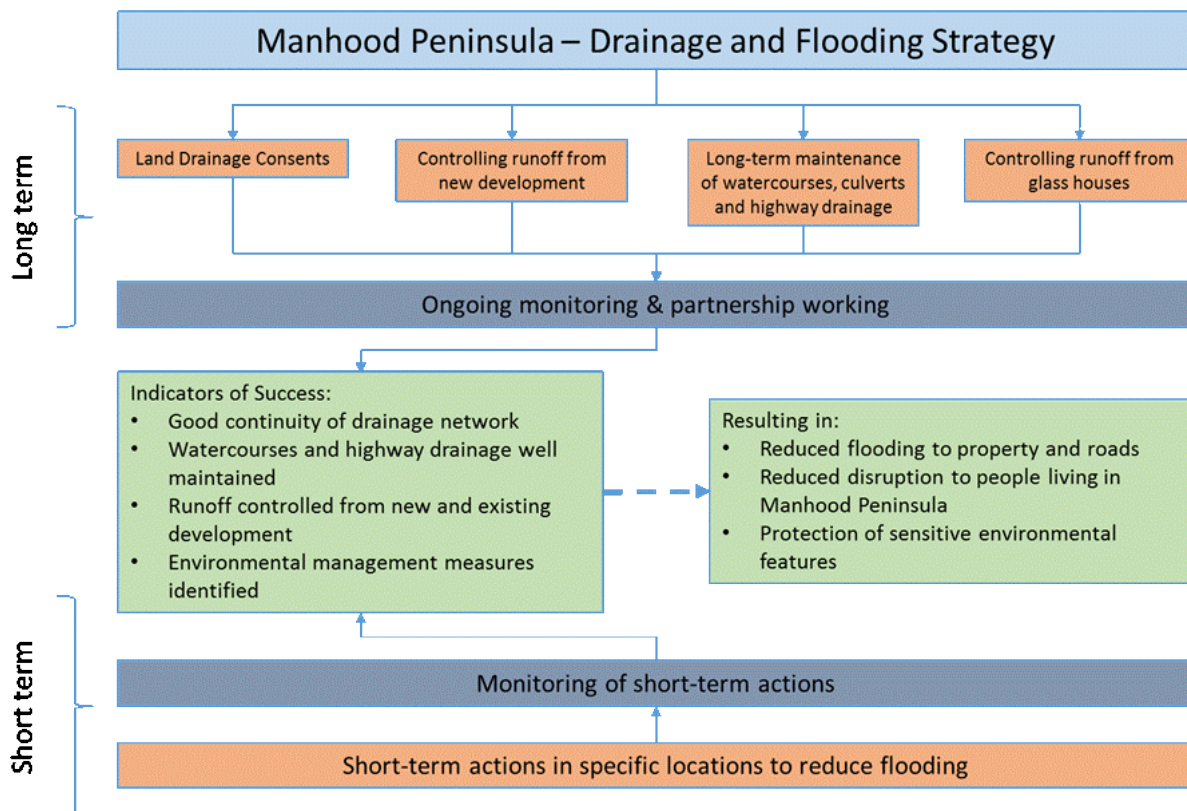 Manhood Peninsula – Drainage and Flooding Strategy
Long term
Land Drainage Consents
Controlling runoff from
new development
Long-term maintenance
of watercourses, culverts
and highway drainage
Controlling runoff from
glass houses
Ongoing monitoring & partnership working
Indicators of Success:
• Good continuity of drainage network
• Watercourses and highway drainage well
maintained
• Runoff controlled from new and existing
development
• Environmental management measures
identified
Resulting in:
• Reduced flooding to property and roads
• Reduced disruption to people living in
Manhood Peninsula
• Protection of sensitive environmental
features
Short term
Monitoring of short-term actions
Short-term actions in specific locations to reduce flooding